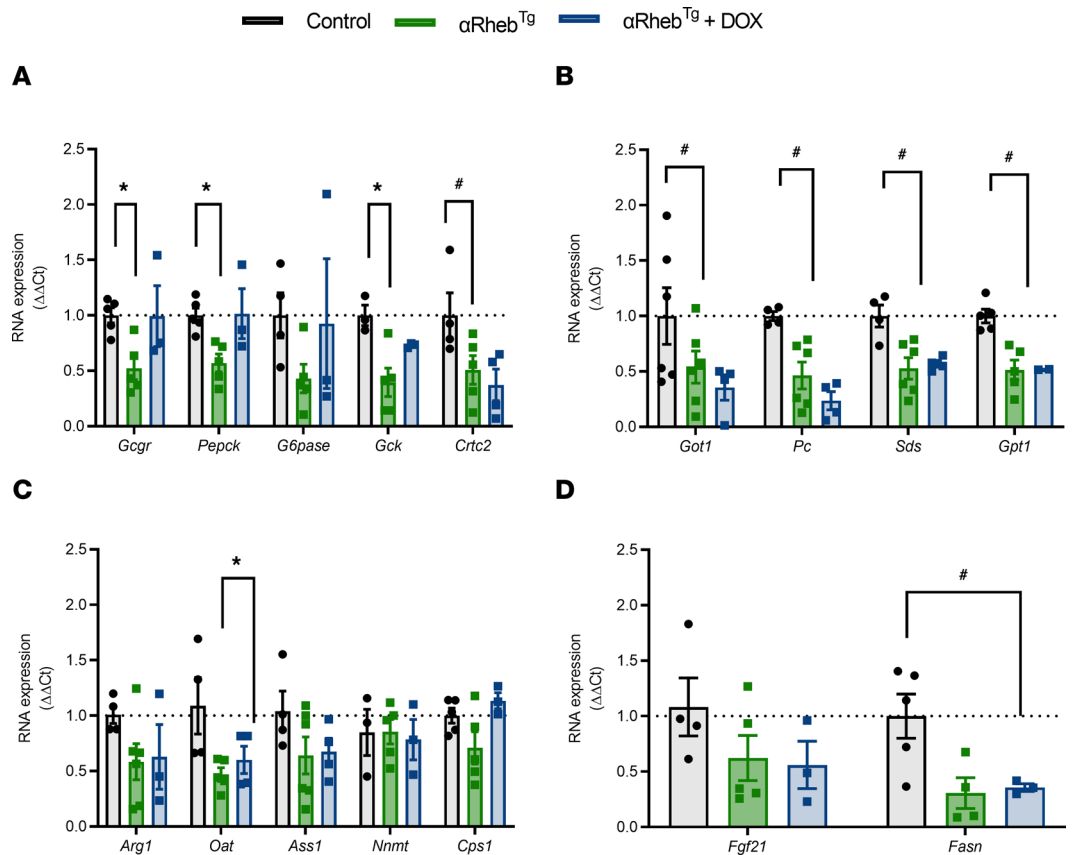 Control αRheb^Tg αRheb^Tg + DOX
A
RNA expression
(ΔΔCt)
2.5
2.0
1.5
1.0
0.5
0.0
* * * #
Gcgr Pepck G6pase Gck Crtc2
B
RNA expression
(ΔΔCt)
2.5
2.0
1.5
1.0
0.5
0.0
# # # #
Got1 Pc Sds Gpt1
C
RNA expression
(ΔΔCt)
2.5
2.0
1.5
1.0
0.5
0.0
*
Arg1 Oat Ass1 Nnmt Cps1
D
RNA expression
(ΔΔCt)
2.5
2.0
1.5
1.0
0.5
0.0
#
Fgf21 Fasn